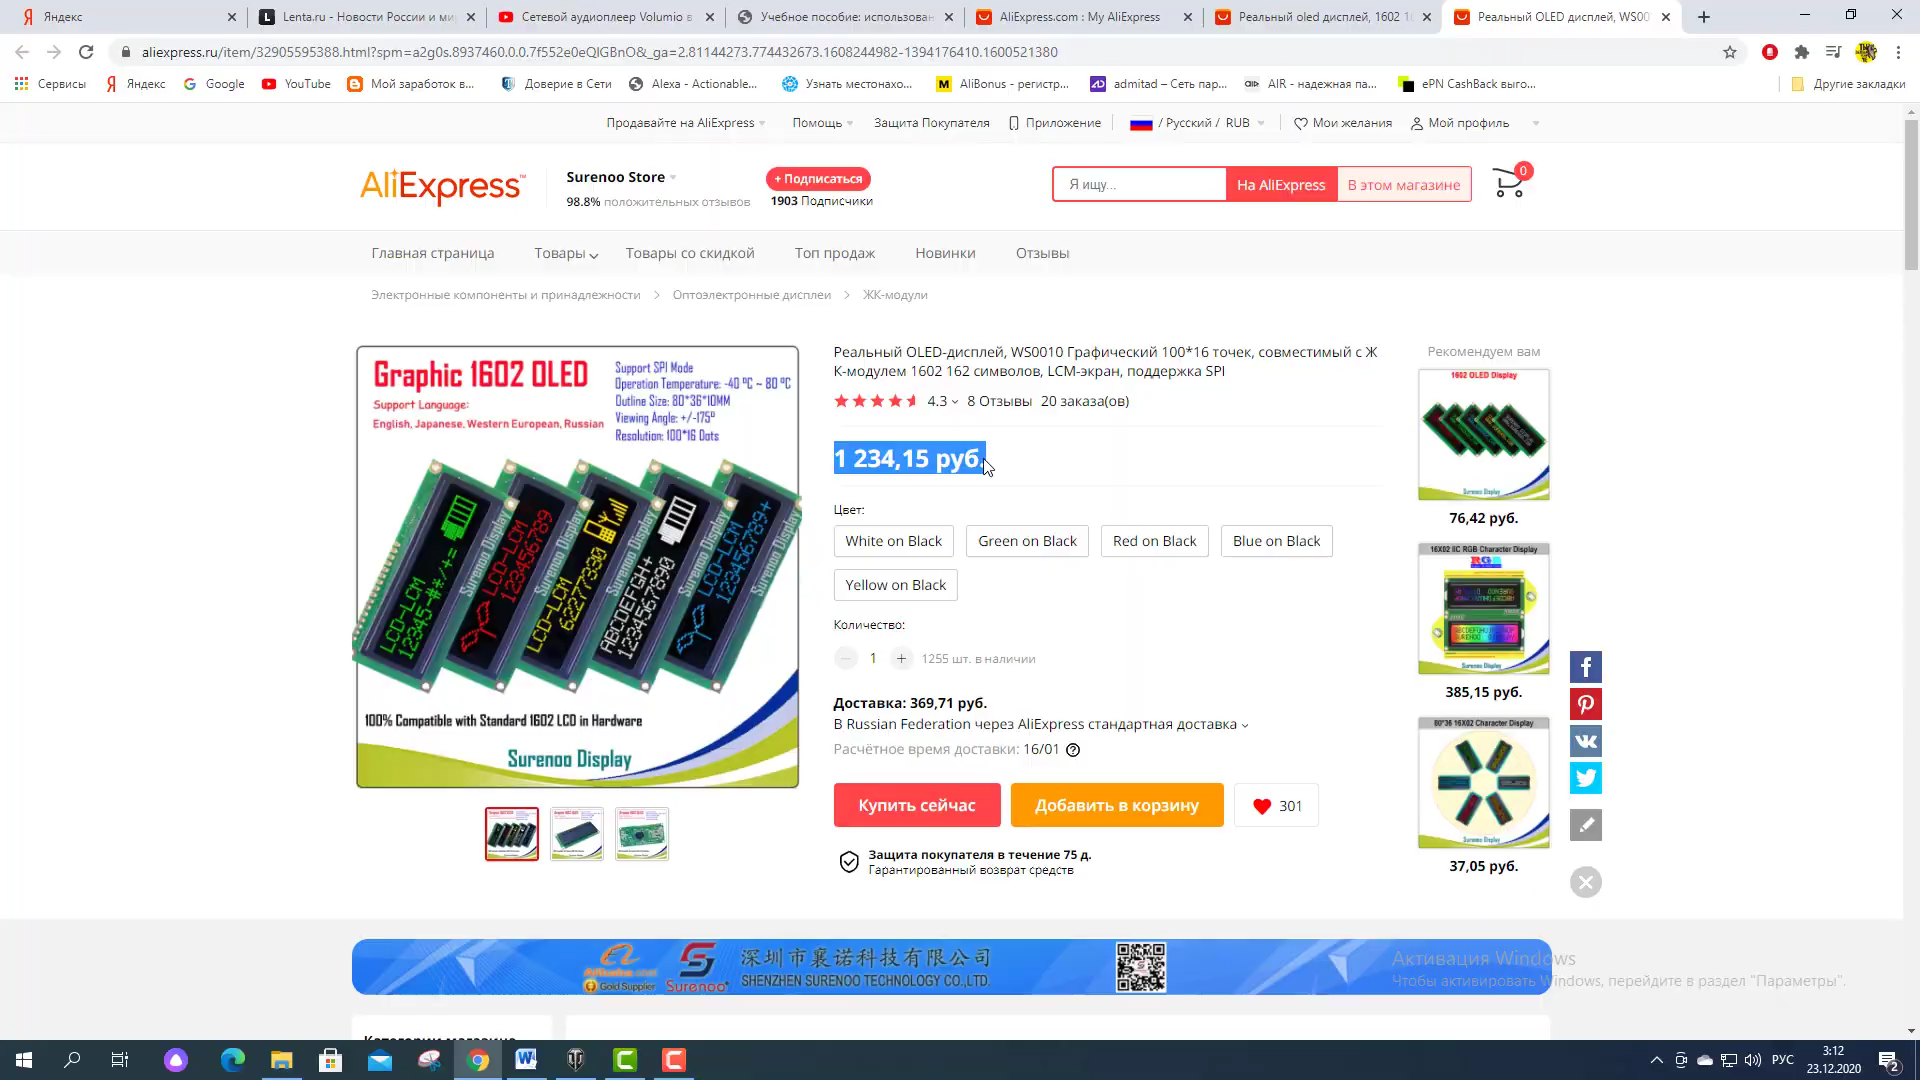 Яндекс
Lenta.ru - Новости России и ми
Сетевой аудиоплеер Volumio в
Учебное пособие: использован
AliExpress.com : My AliExpress
Реальный oled дисплей, 1602 1
Реальный OLED дисплей, WS00
aliexpress.ru/item/32905595388.html?spm=a2g0s.8937460.0.0.7f552e0eQIGBnO&_ga=2.81144273.774432673.1608244982-1394176410.1600521380
Сервисы
Яндекс
Google
YouTube
Мой заработок в...
Доверие в Сети
Alexa - Actionable...
Узнать местонахо...
AliBonus - регистр...
admitad – Сеть пар...
AIR - надежная па...
ePN CashBack выго...
Другие закладки
Продавайте на AliExpress
Помощь
Защита Покупателя
Приложение
/ Русский / RUB
Мои желания
Мой профиль
AliExpress™
Surenoo Store
98.8% положительных отзывов
+ Подписаться
1903 Подписчики
Я ищу...
На AliExpress
В этом магазине
0
Главная страница
Товары
Товары со скидкой
Топ продаж
Новинки
Отзывы
Электронные компоненты и принадлежности
Оптоэлектронные дисплеи
ЖК-модули
Graphic 1602 OLED
Support Language:
English, Japanese, Western European, Russian
Support SPI Mode
Operation Temperature: -40 ℃ ~ 80 ℃
Outline Size: 80*36*10MM
Viewing Angle: +/-175°
Resolution: 100*16 Dots
LCD-LCM
12345-##/+=
LCD-LCM
123456789
LCD-LCM
62277330
ABCDEFGH+
1234567890
LCD-LCM
123456789+
Surenoo Display
Surenoo Display
Surenoo Display
Surenoo Display
100% Compatible with Standard 1602 LCD in Hardware
Surenoo Display
Реальный OLED-дисплей, WS0010 Графический 100*16 точек, совместимый с Ж
К-модулем 1602 162 символов, LCM-экран, поддержка SPI
4.3
8 Отзывы
20 заказа(ов)
1 234,15 руб.
Цвет:
White on Black
Green on Black
Red on Black
Blue on Black
Yellow on Black
Количество:
1
1255 шт. в наличии
Доставка: 369,71 руб.
В Russian Federation через AliExpress стандартная доставка
Расчётное время доставки: 16/01
Купить сейчас
Добавить в корзину
301
Защита покупателя в течение 75 д.
Гарантированный возврат средств
Рекомендуем вам
1602 OLED Display
Surenoo Display
76,42 руб.
16X02 IIC RGB Character Display
RGB
Surenoo Display
385,15 руб.
80*36 16X02 Character Display
Surenoo Display
37,05 руб.
Gold Supplier
Surenoo
深圳市襄诺科技有限公司
SHENZHEN SURENOO TECHNOLOGY CO.,LTD.
Активация Windows
Чтобы активировать Windows, перейдите в раздел "Параметры".
Категории магазина
РУС
3:12
23.12.2020
2